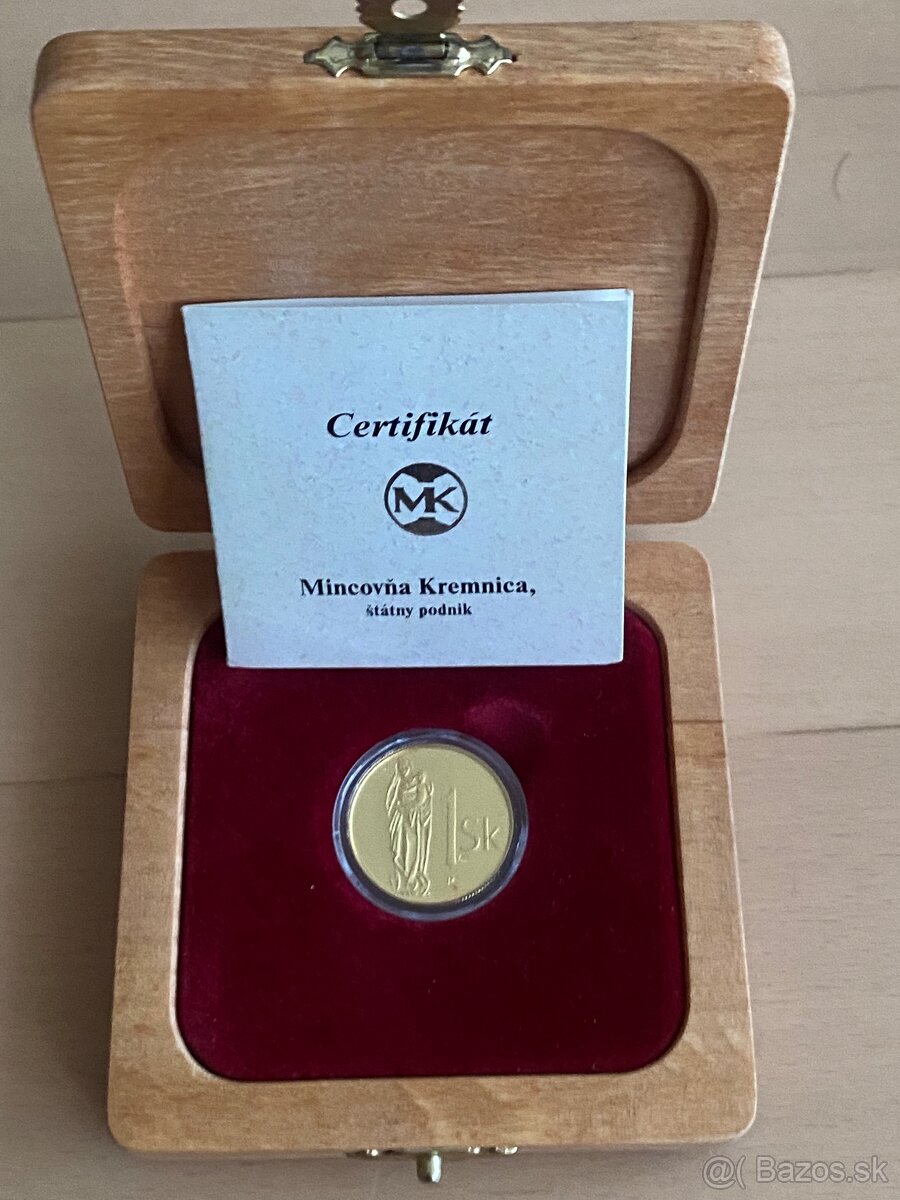 Certifikát
MK
Mincovňa Kremnica,
štátny podnik
1 Sk
@( Bazos.sk